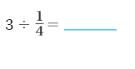 3 ÷ 1/4 = ______